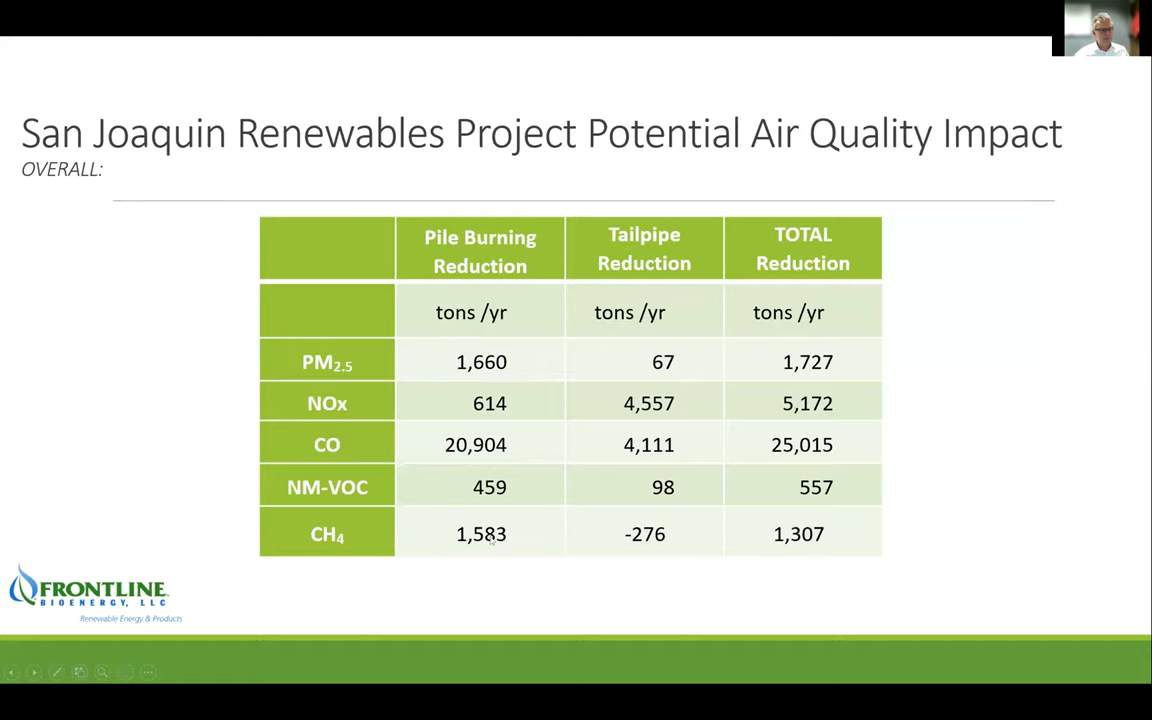 San Joaquin Renewables Project Potential Air Quality Impact
OVERALL:
Pile Burning Reduction Tailpipe Reduction TOTAL Reduction
tons /yr tons /yr tons /yr
PM2.5 1,660 67 1,727
NOx 614 4,557 5,172
CO 20,904 4,111 25,015
NM-VOC 459 98 557
CH4 1,583 -276 1,307
FRONTLINE
BIOENERGY, LLC
Renewable Energy & Products